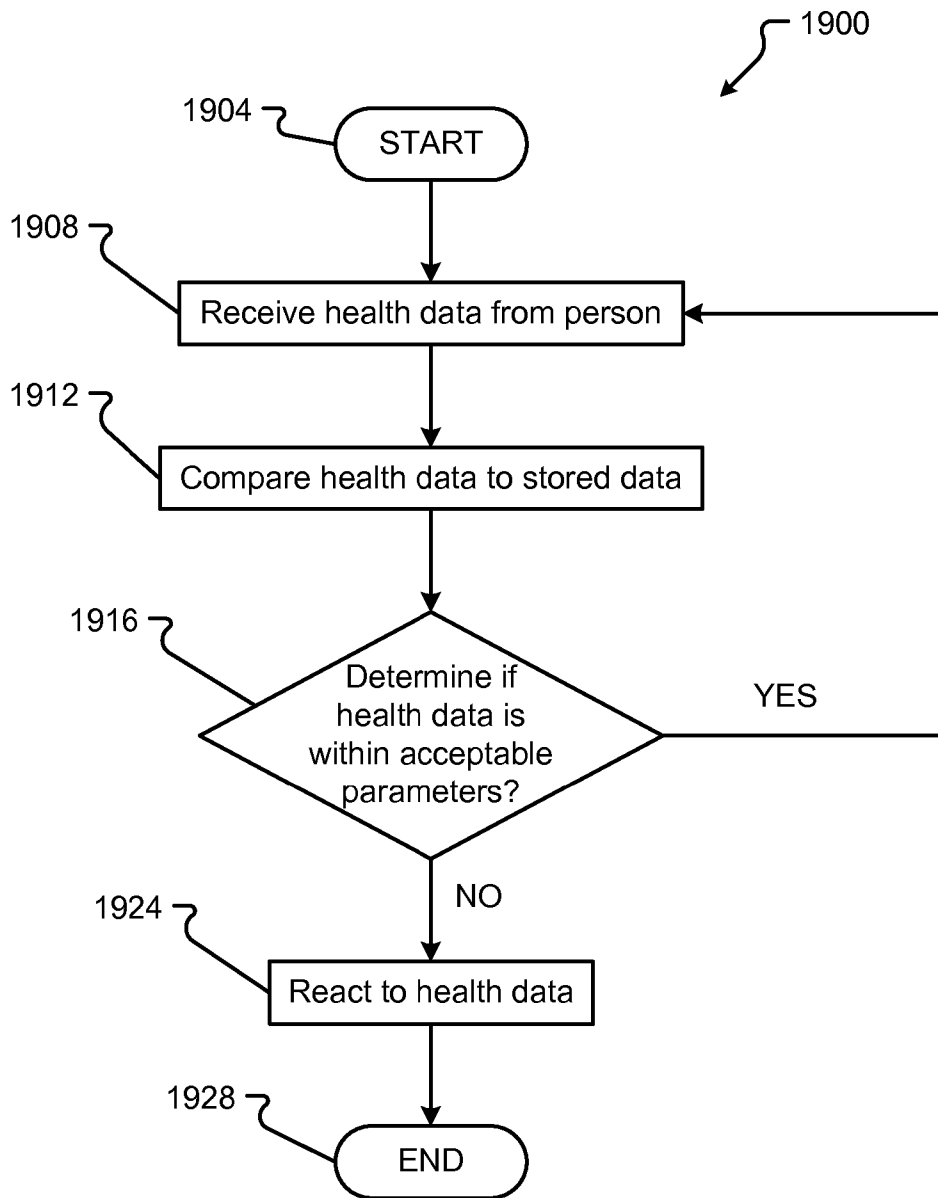 1900
1904
START
1908
Receive health data from person
1912
Compare health data to stored data
1916
Determine if
health data is
within acceptable
parameters?
YES
NO
1924
React to health data
1928
END